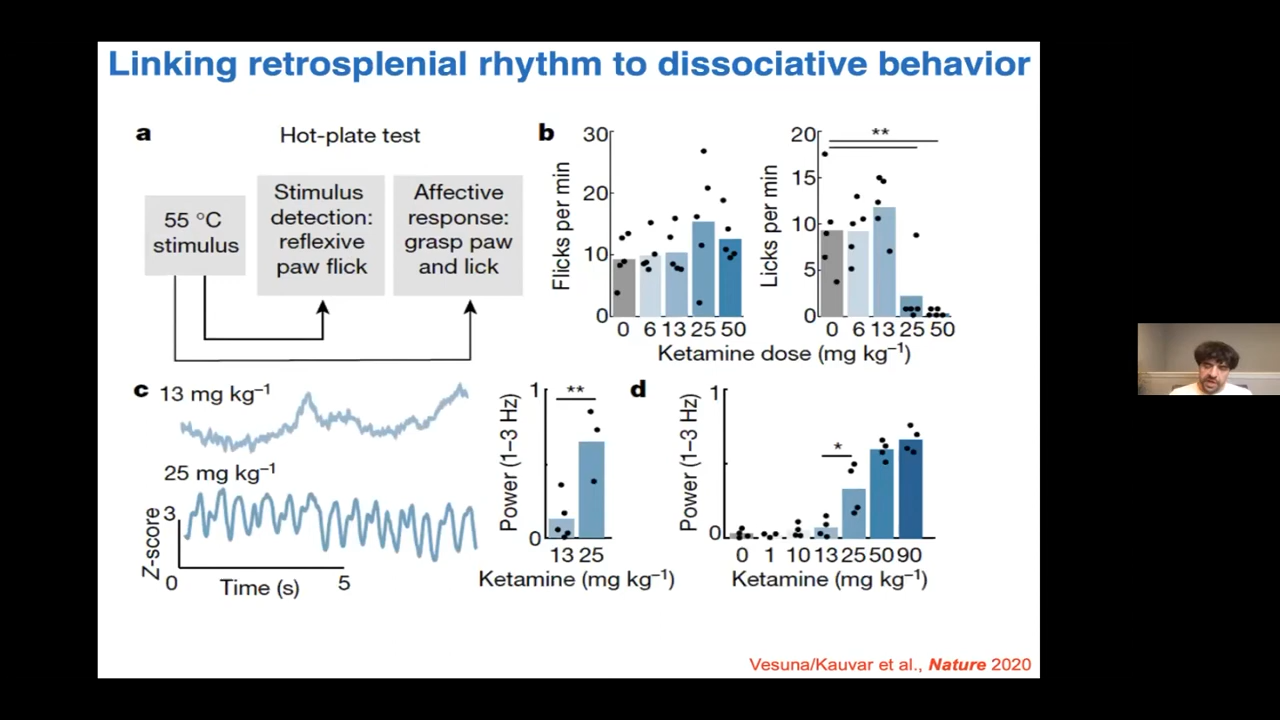 Linking retrosplenial rhythm to dissociative behavior
a
Hot-plate test
55 °C
stimulus
Stimulus
detection:
reflexive
paw flick
Affective
response:
grasp paw
and lick
b
Flicks per min
30
20
10
0
0 6 13 25 50
Licks per min
20
15
10
5
0
**
0 6 13 25 50
Ketamine dose (mg kg⁻¹)
c
13 mg kg⁻¹
25 mg kg⁻¹
Z-score
3
0
5
Time (s)
Power (1–3 Hz)
1
0
**
13 25
Ketamine (mg kg⁻¹)
d
Power (1–3 Hz)
1
0
*
0 1 10 13 25 50 90
Ketamine (mg kg⁻¹)
Vesuna/Kauvar et al., Nature 2020